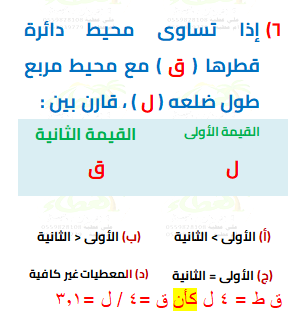 ٦) إذا تساوى محيط دائرة
قطرها ( ق ) مع محيط مربع
طول ضلعه ( ل ) ، قارن بين :
القيمة الأولى
القيمة الثانية
ل
ق
(أ) الأولى > الثانية
(ب) الأولى < الثانية
(ج) الأولى = الثانية
(د) المعطيات غير كافية
ق ط = ٤ ل كأن ق =٤ / ل =٣,١